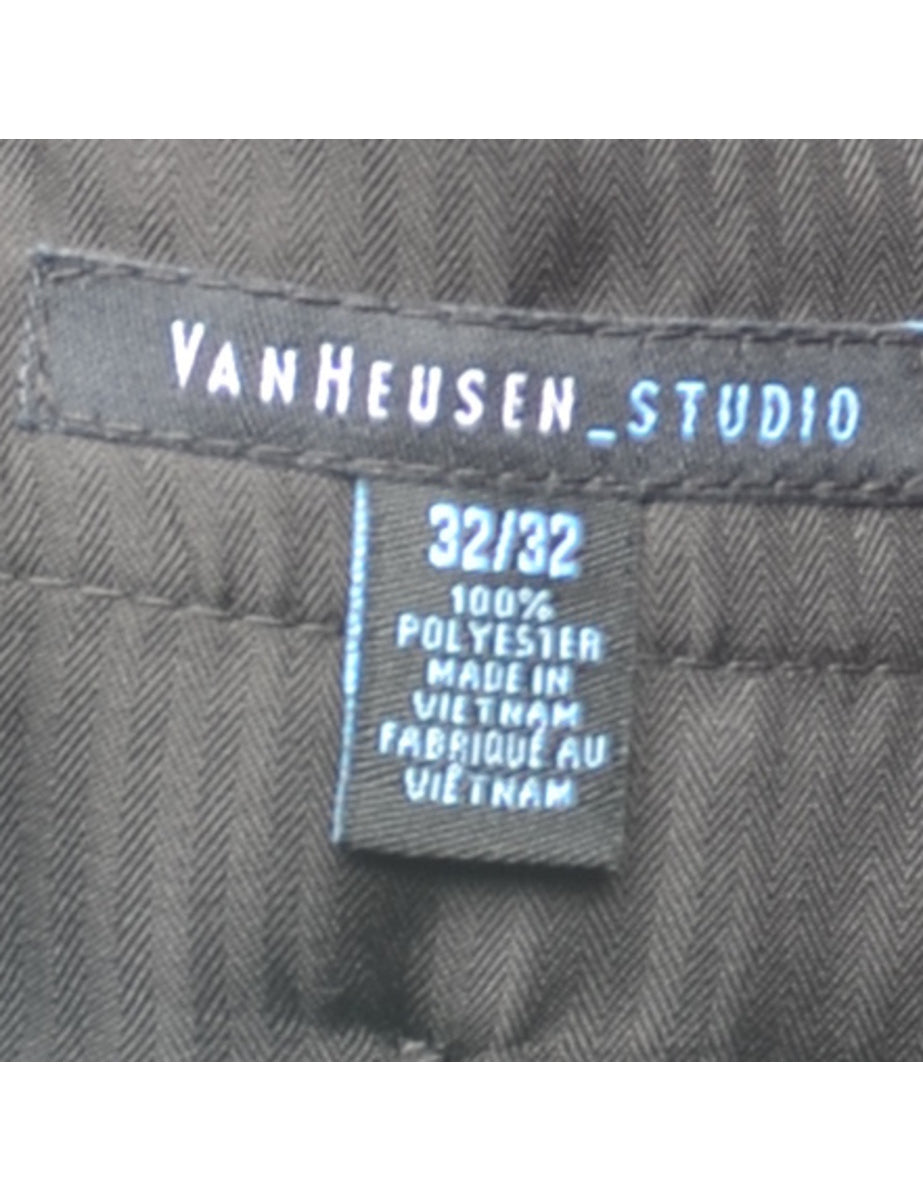 VANHEUSEN_STUDIO
32/32
100%
POLYESTER
MADE IN
VIETNAM
FABRIQUÉ AU
VIÊTNAM